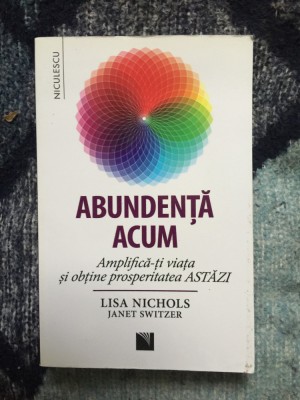 NICULESCU
ABUNDENȚĂ
ACUM
Amplifică-ți viața
și obține prosperitatea ASTĂZI
LISA NICHOLS
JANET SWITZER